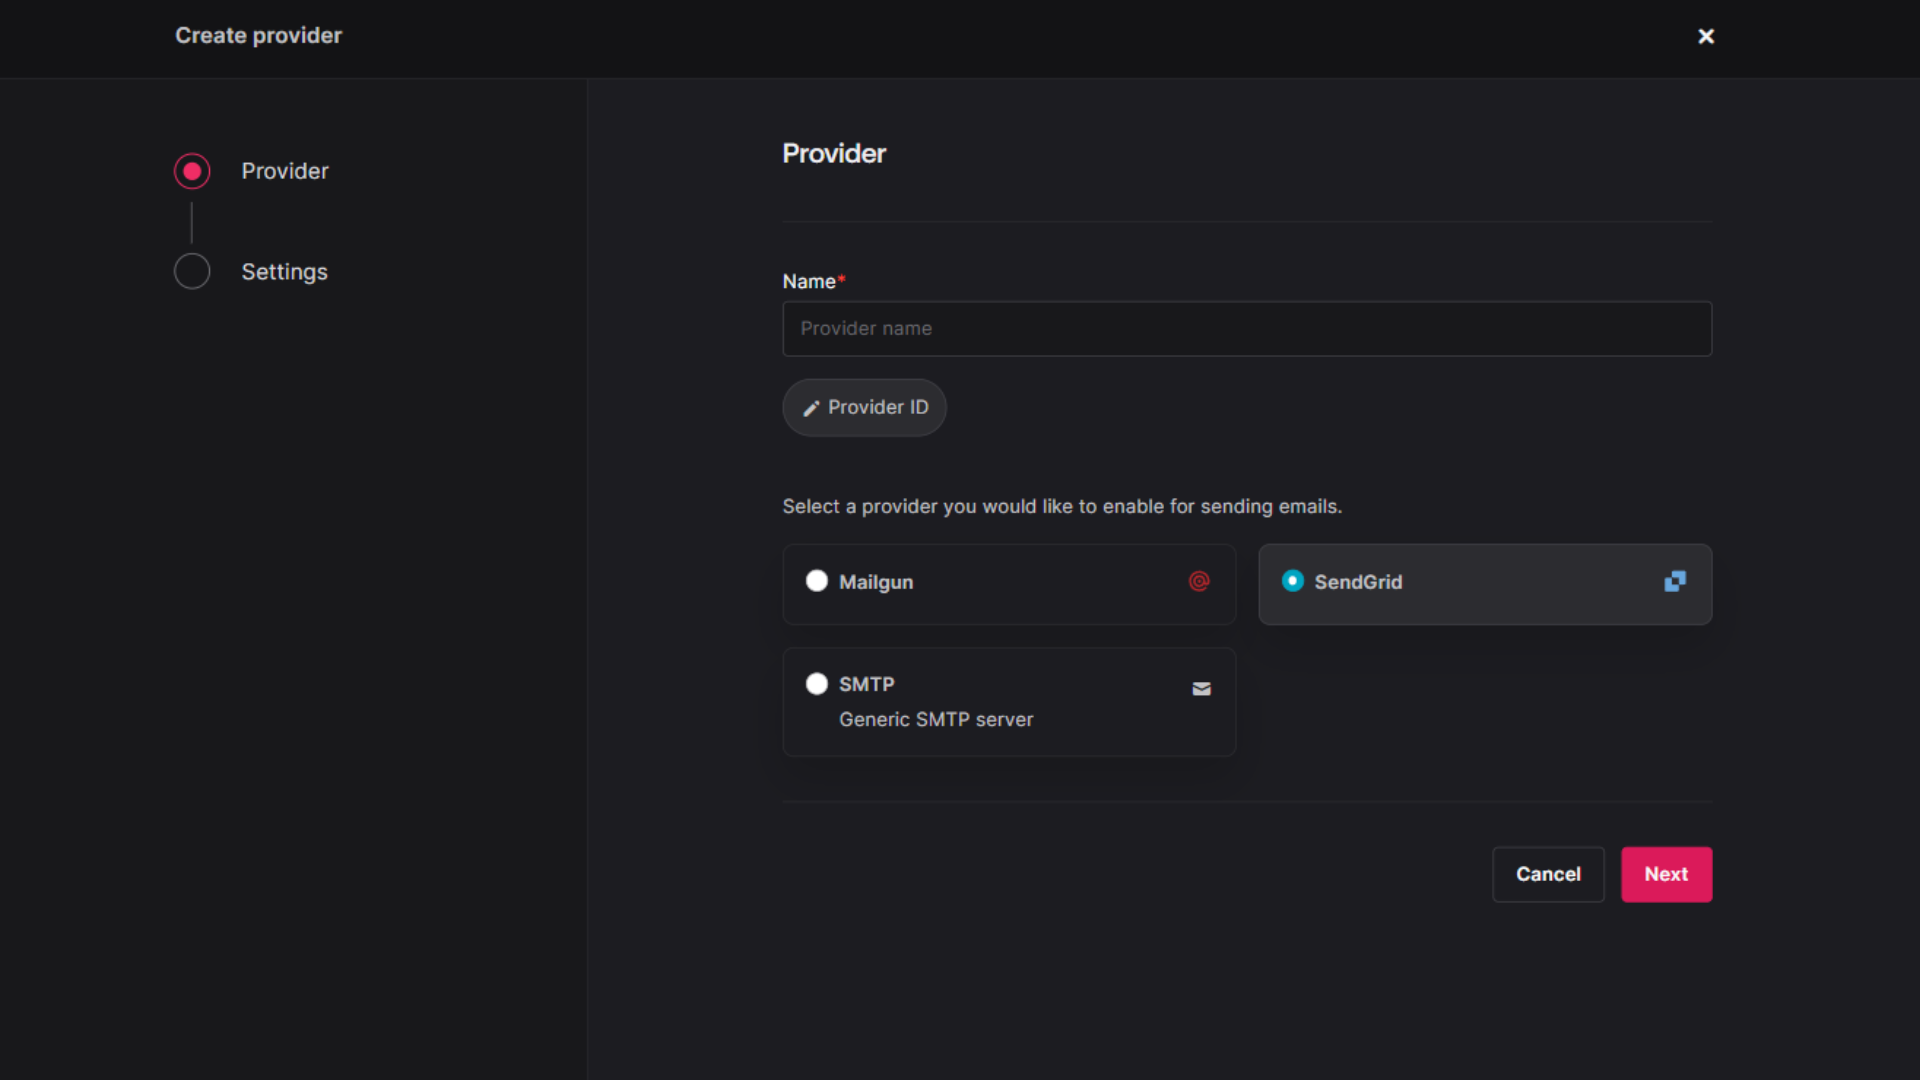 Create provider
Provider
Settings
Provider
Name*
Provider name
Provider ID
Select a provider you would like to enable for sending emails.
Mailgun
SendGrid
SMTP
Generic SMTP server
Cancel
Next